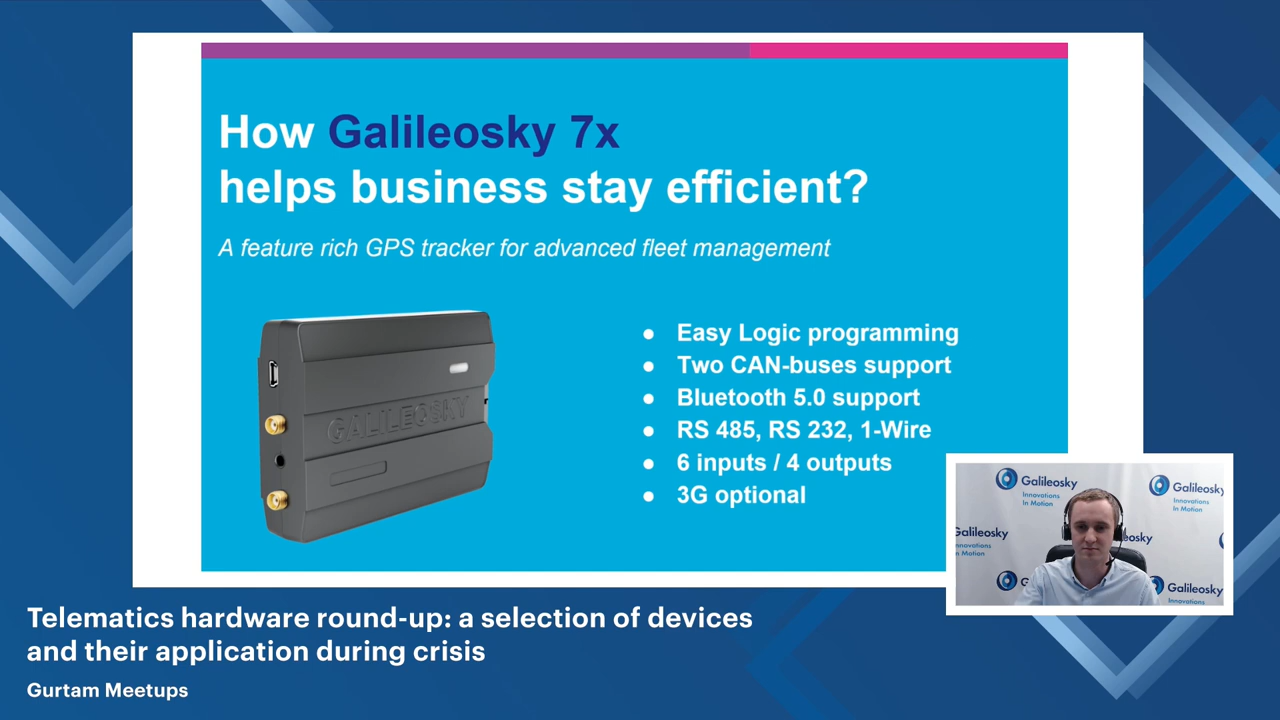 How Galileosky 7x
helps business stay efficient?
A feature rich GPS tracker for advanced fleet management
GALILEOSKY
● Easy Logic programming
● Two CAN-buses support
● Bluetooth 5.0 support
● RS 485, RS 232, 1-Wire
● 6 inputs / 4 outputs
● 3G optional
Galileosky
Innovations
In Motion
Galileosky
Innovations
In Motion
Galileosky
Innovations
In Motion
Galileosky
Innovations
Telematics hardware round-up: a selection of devices
and their application during crisis
Gurtam Meetups